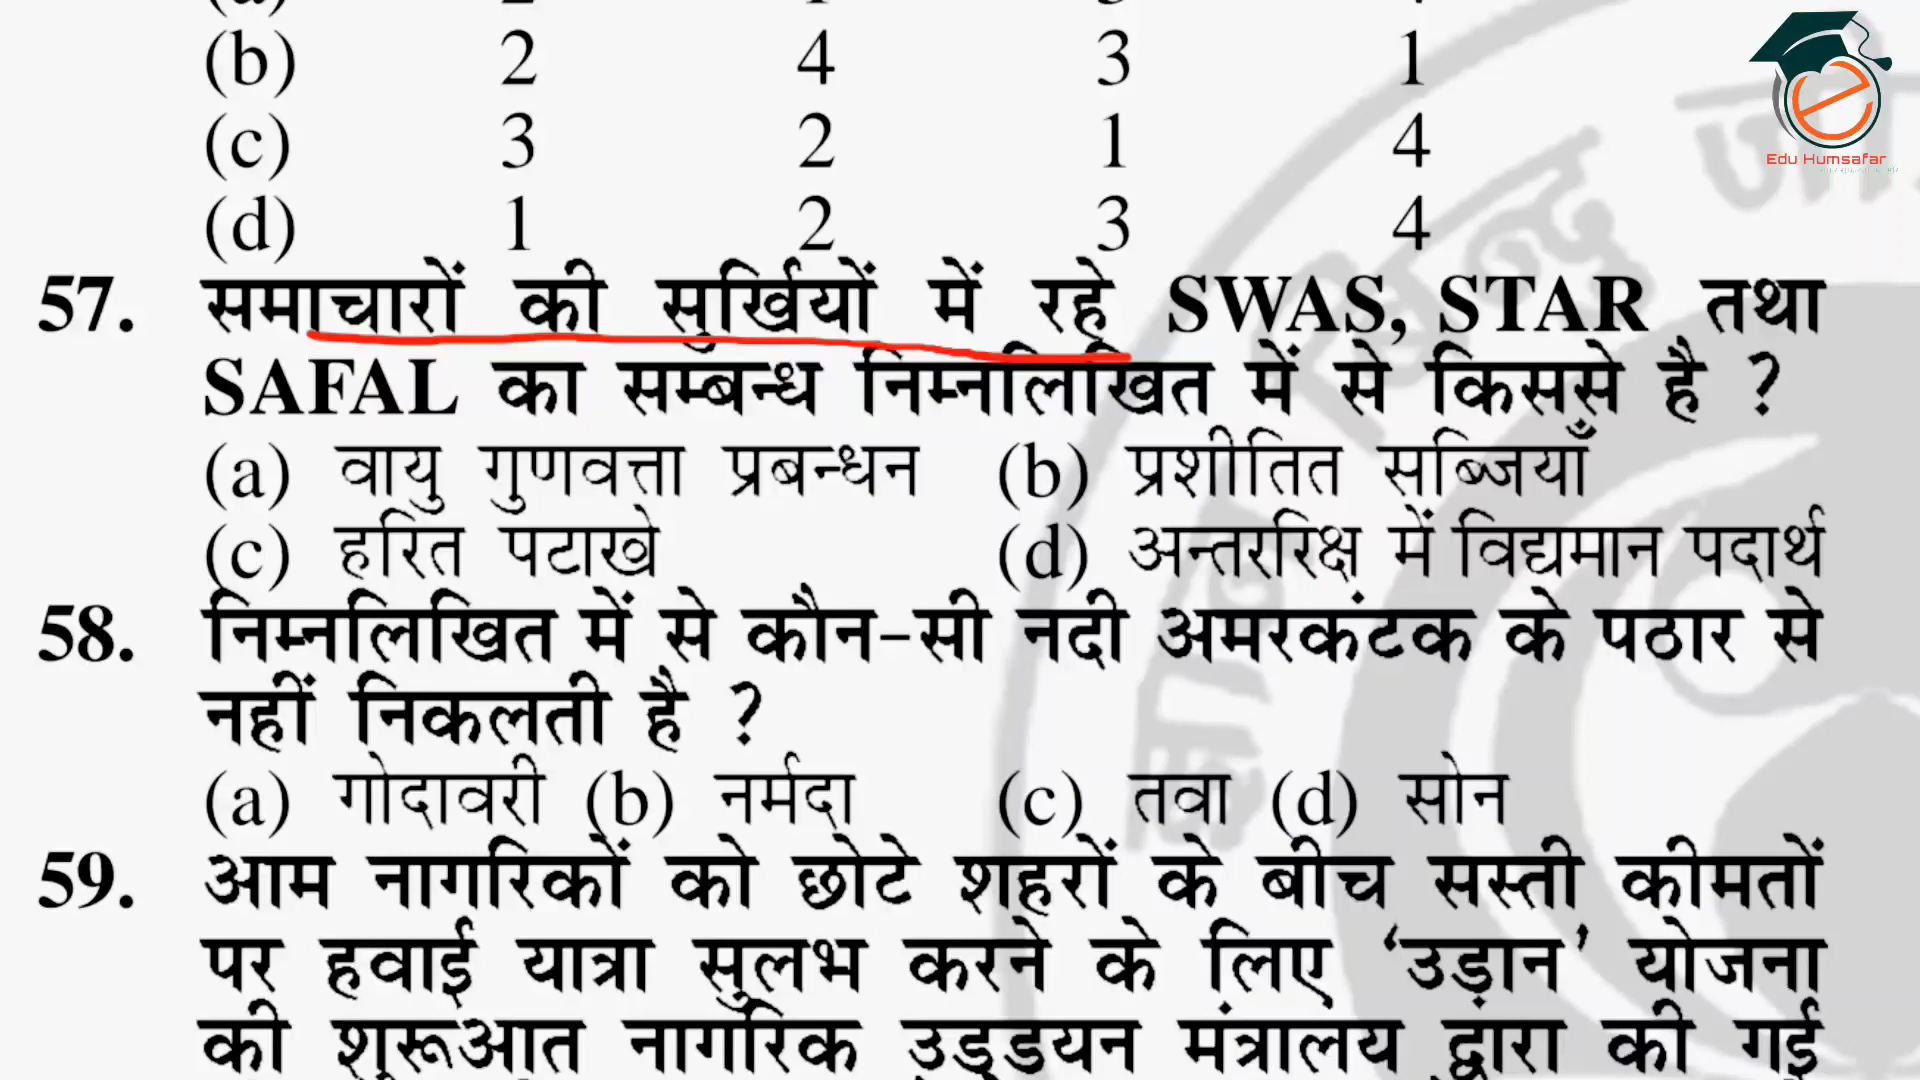 (b) 2 4 3 1
(c) 3 2 1 4
(d) 1 2 3 4
Edu Humsafar
57. समाचारों की सुर्खियों में रहे SWAS, STAR तथा
SAFAL का सम्बन्ध निम्नलिखित में से किससे है ?
(a) वायु गुणवत्ता प्रबन्धन (b) प्रशीतित सब्जियाँ
(c) हरित पटाखे (d) अन्तररिक्ष में विद्यमान पदार्थ
58. निम्नलिखित में से कौन-सी नदी अमरकंटक के पठार से
नहीं निकलती है ?
(a) गोदावरी (b) नर्मदा (c) तवा (d) सोन
59. आम नागरिकों को छोटे शहरों के बीच सस्ती कीमतों
पर हवाई यात्रा सुलभ करने के लिए ‘उड़ान’ योजना
की शुरूआत नागरिक उड्डयन मंत्रालय द्वारा की गई